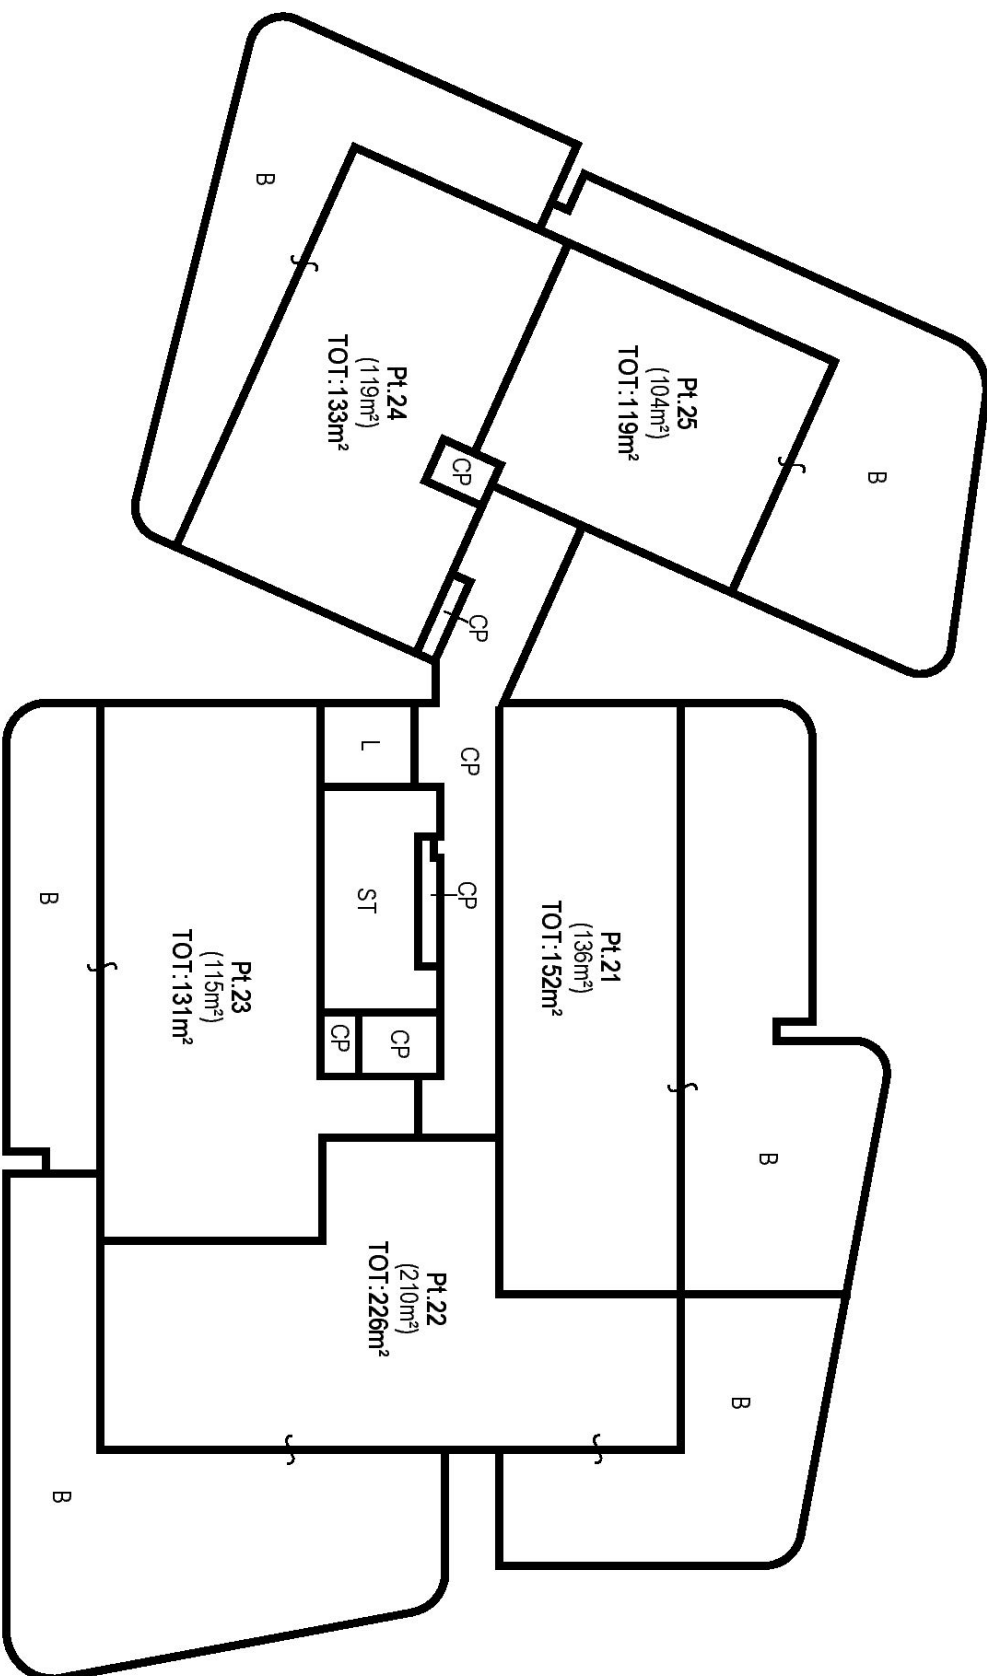 B
B
B
Pt.25
(104m²)
TOT:119m²
Pt.21
(136m²)
TOT:152m²
CP
CP
CP
CP
Pt.22
(210m²)
TOT:226m²
Pt.24
(119m²)
TOT:133m²
CP
L
ST
CP
B
Pt.23
(115m²)
TOT:131m²
B
B